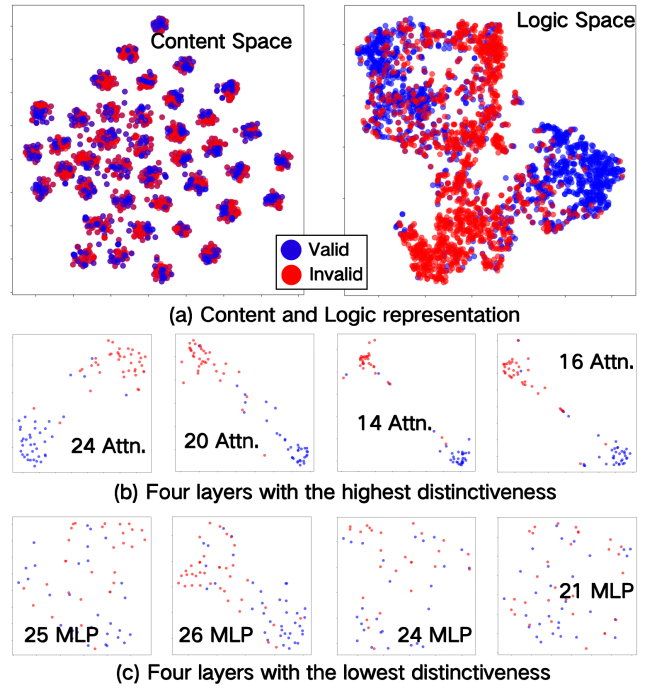 Content Space
Logic Space
Valid
Invalid
(a) Content and Logic representation
24 Attn.
20 Attn.
14 Attn.
16 Attn.
(b) Four layers with the highest distinctiveness
25 MLP
26 MLP
24 MLP
21 MLP
(c) Four layers with the lowest distinctiveness